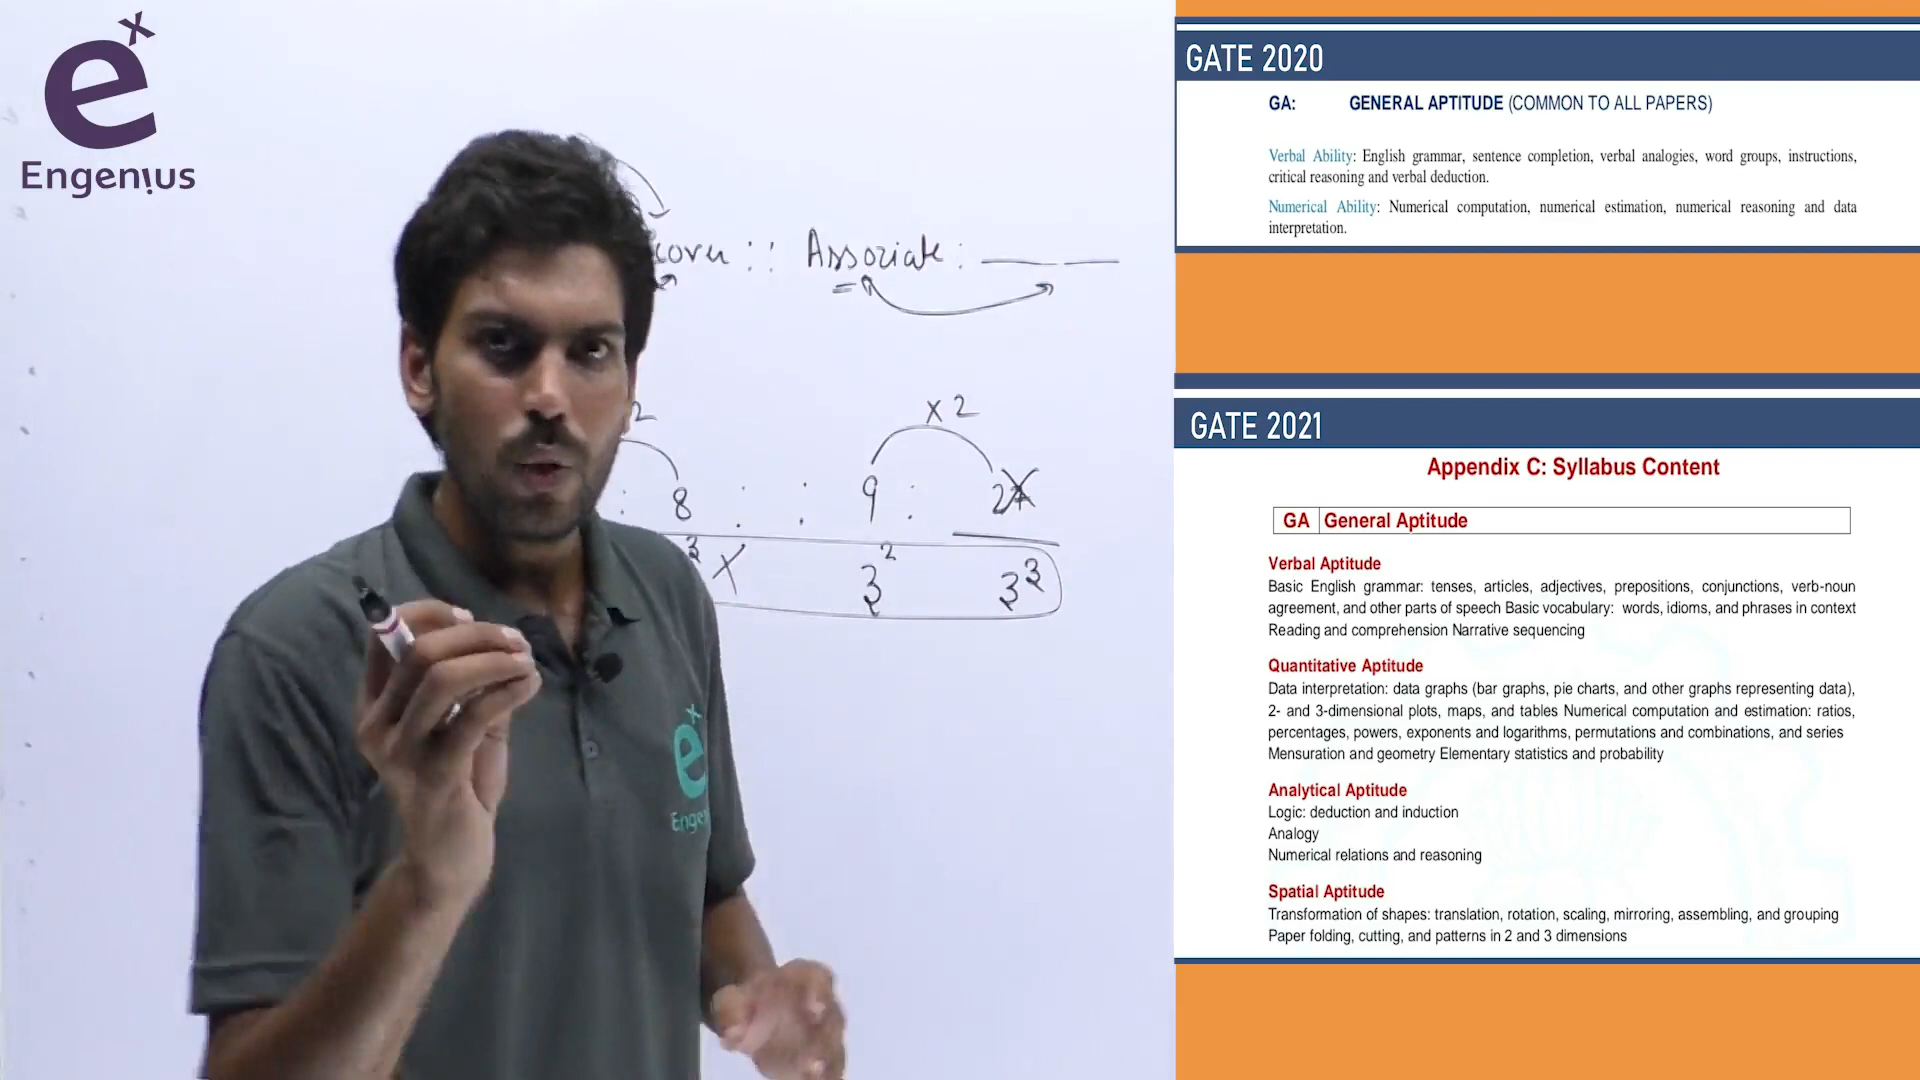 ex
Engenius
cover : : Associate : ___ ___
2
x 2
: 8 : : 9 : 27
3 X 3² 3³
ex
Enge
GATE 2020
GA: GENERAL APTITUDE (COMMON TO ALL PAPERS)
Verbal Ability: English grammar, sentence completion, verbal analogies, word groups, instructions,
critical reasoning and verbal deduction.
Numerical Ability: Numerical computation, numerical estimation, numerical reasoning and data
interpretation.
GATE 2021
Appendix C: Syllabus Content
GA General Aptitude
Verbal Aptitude
Basic English grammar: tenses, articles, adjectives, prepositions, conjunctions, verb-noun
agreement, and other parts of speech Basic vocabulary: words, idioms, and phrases in context
Reading and comprehension Narrative sequencing
Quantitative Aptitude
Data interpretation: data graphs (bar graphs, pie charts, and other graphs representing data),
2- and 3-dimensional plots, maps, and tables Numerical computation and estimation: ratios,
percentages, powers, exponents and logarithms, permutations and combinations, and series
Mensuration and geometry Elementary statistics and probability
Analytical Aptitude
Logic: deduction and induction
Analogy
Numerical relations and reasoning
Spatial Aptitude
Transformation of shapes: translation, rotation, scaling, mirroring, assembling, and grouping
Paper folding, cutting, and patterns in 2 and 3 dimensions